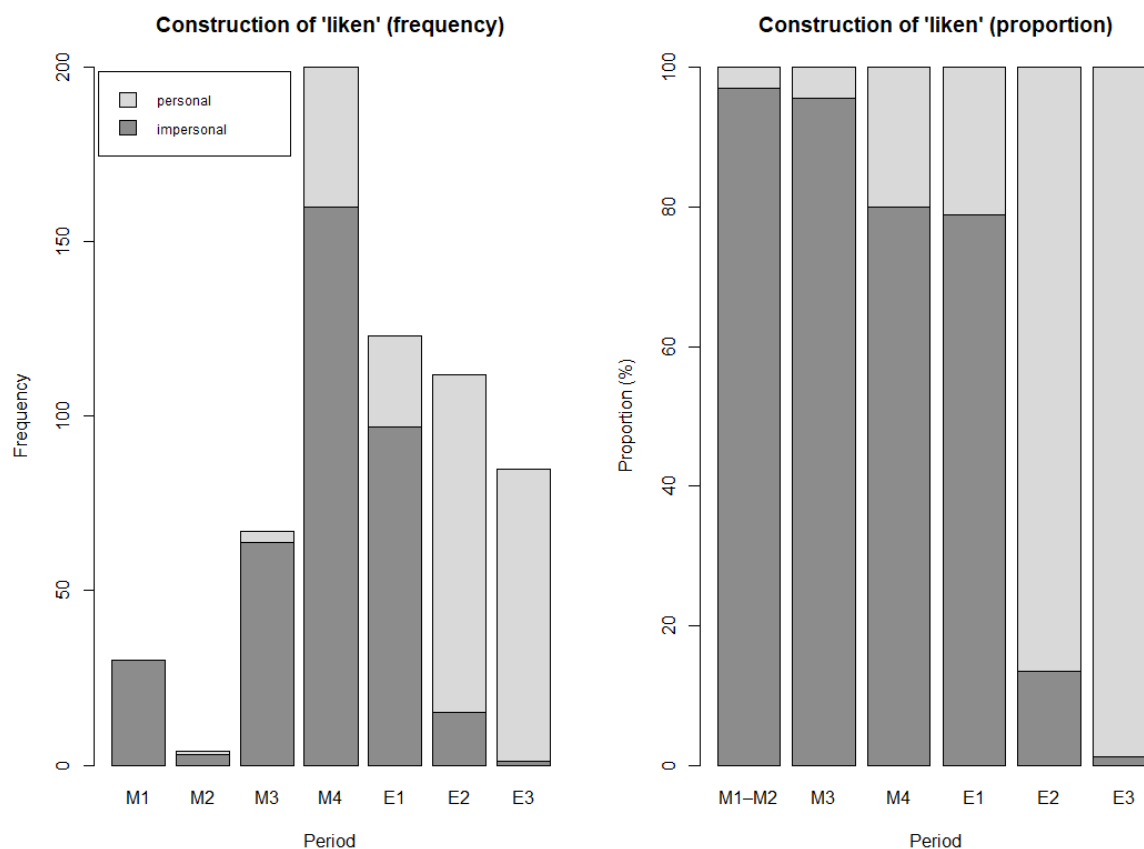 Construction of 'liken' (frequency)
personal
impersonal
Frequency
0
50
100
150
200
M1 M2 M3 M4 E1 E2 E3
Period
Construction of 'liken' (proportion)
Proportion (%)
0
20
40
60
80
100
M1–M2 M3 M4 E1 E2 E3
Period